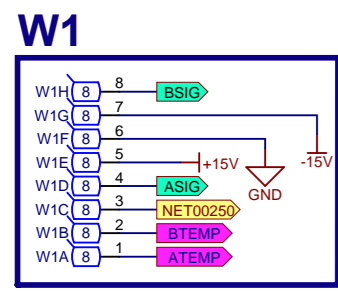 W1
W1H 8 8 BSIG
W1G 8 7
W1F 8 6
W1E 8 5 +15V -15V
W1D 8 4 ASIG GND
W1C 8 3 NET00250
W1B 8 2 BTEMP
W1A 8 1 ATEMP